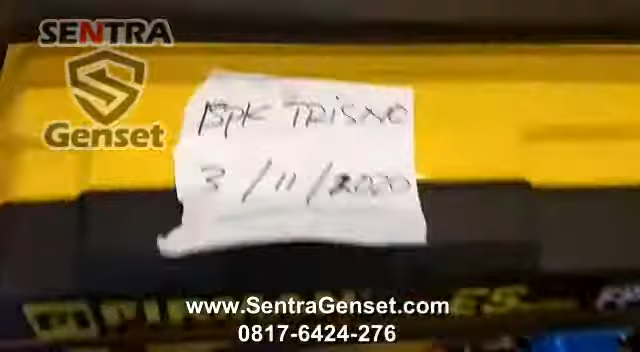 SENTRA
Genset
BPK TRISNO
3/11/2020
www.SentraGenset.com
0817-6424-276